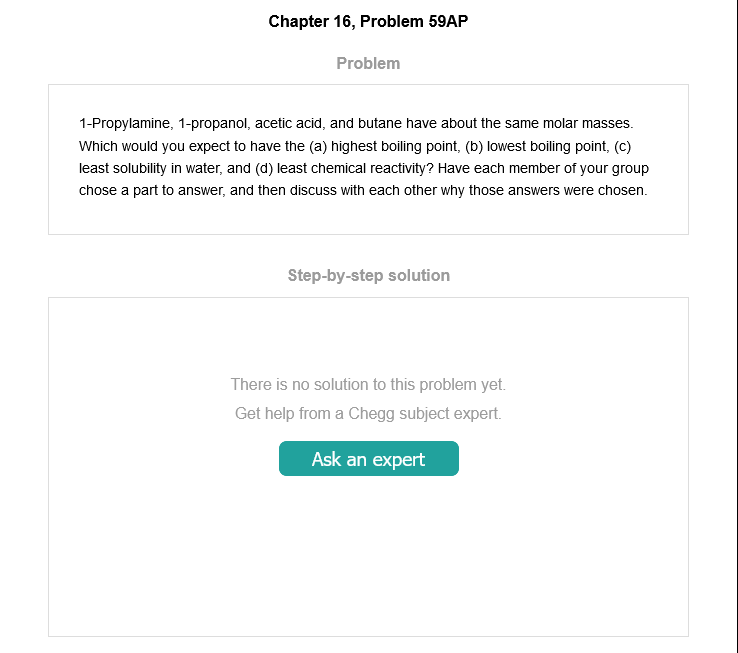 Chapter 16, Problem 59AP
Problem
1-Propylamine, 1-propanol, acetic acid, and butane have about the same molar masses.
Which would you expect to have the (a) highest boiling point, (b) lowest boiling point, (c)
least solubility in water, and (d) least chemical reactivity? Have each member of your group
chose a part to answer, and then discuss with each other why those answers were chosen.
Step-by-step solution
There is no solution to this problem yet.
Get help from a Chegg subject expert.
Ask an expert